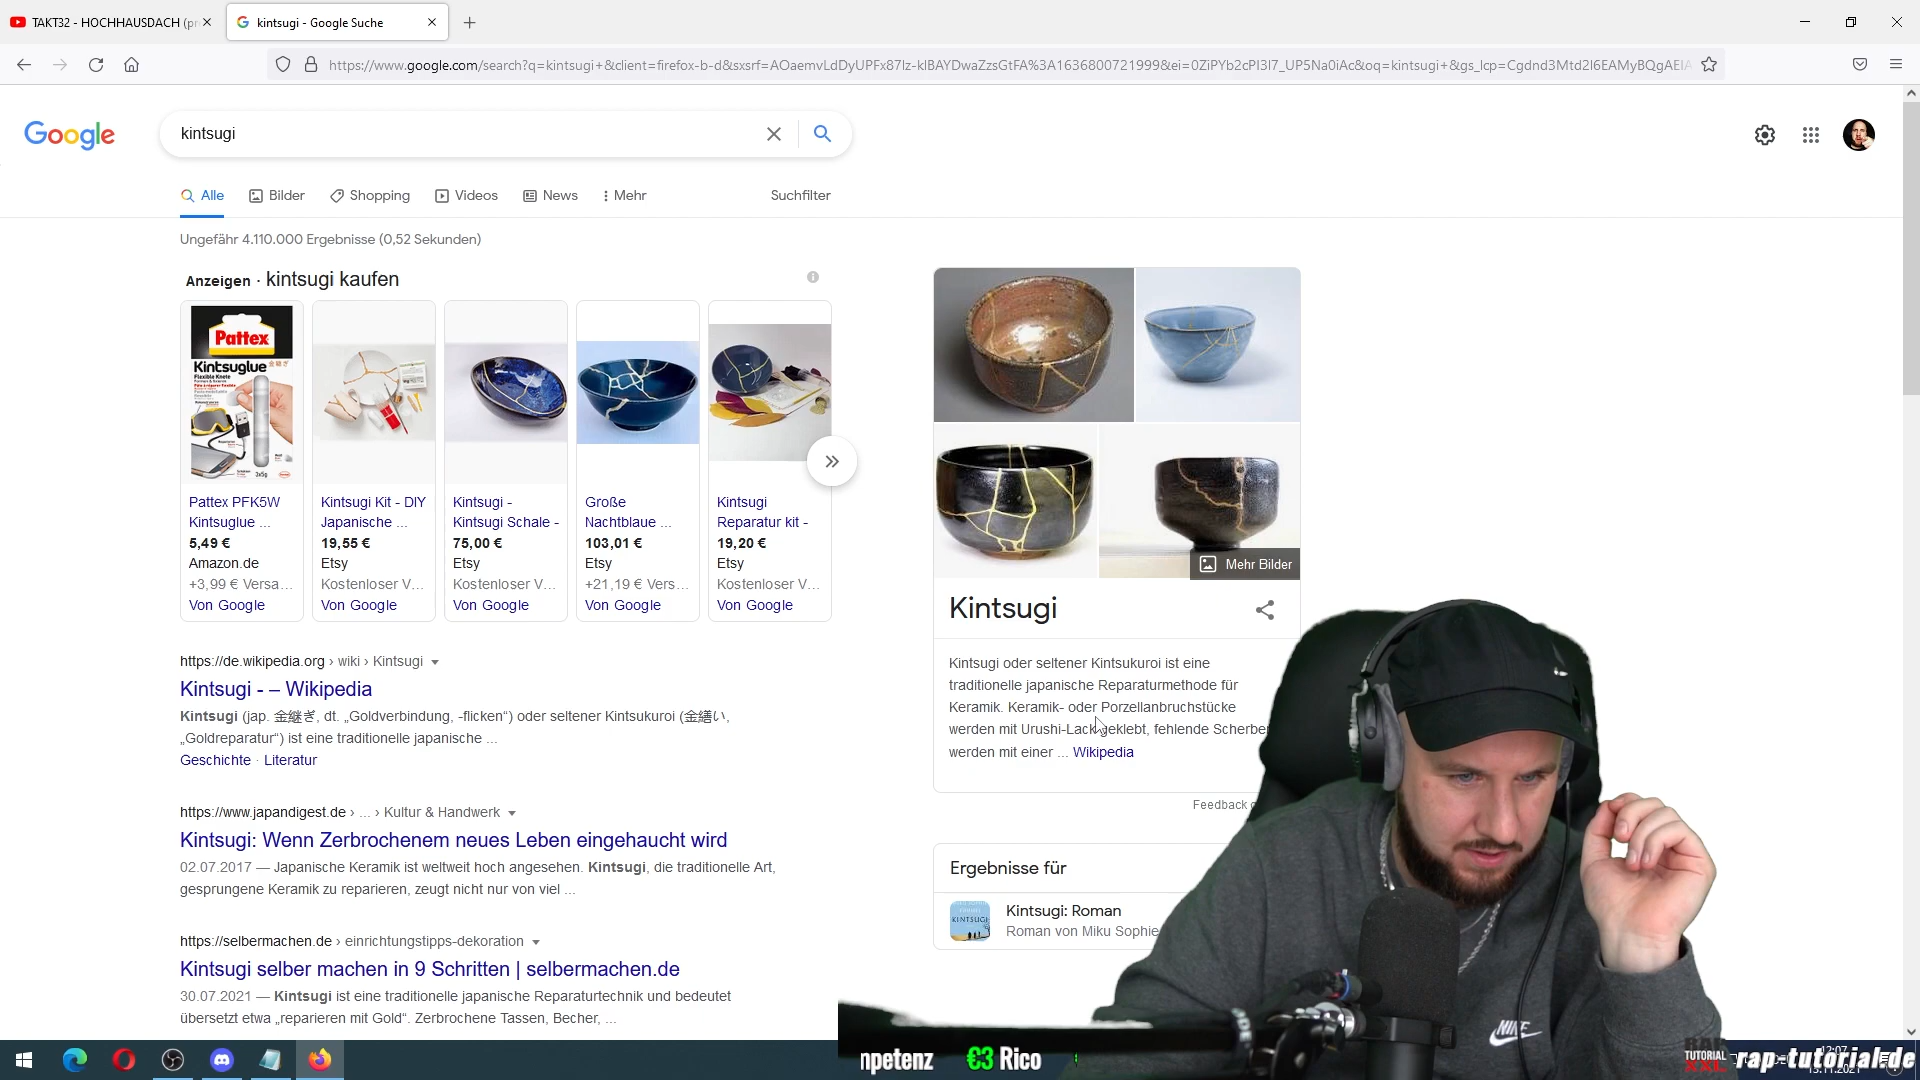 TAKT32 - HOCHHAUSDACH (pr
kintsugi - Google Suche
https://www.google.com/search?q=kintsugi+&client=firefox-b-d&sxsrf=
Google
kintsugi
Alle
Bilder
Shopping
Videos
News
Mehr
Suchfilter
Ungefähr 4.110.000 Ergebnisse (0,52 Sekunden)
Anzeigen · kintsugi kaufen
Pattex
Kintsuglue
Pattex PFK5W
Kintsuglue ...
5,49 €
Amazon.de
+3,99 € Versa...
Von Google
Kintsugi Kit - DIY
Japanische ...
19,55 €
Etsy
Kostenloser V...
Von Google
Kintsugi -
Kintsugi Schale -
75,00 €
Etsy
Kostenloser V...
Von Google
Große
Nachtblaue ...
103,01 €
Etsy
+21,19 € Vers...
Von Google
Kintsugi
Reparatur kit -
19,20 €
Etsy
Kostenloser V...
Von Google
https://de.wikipedia.org › wiki › Kintsugi
Kintsugi - – Wikipedia
Kintsugi (jap. 金継ぎ, dt. „Goldverbindung, -flicken“) oder seltener Kintsukuroi (金繕い,
„Goldreparatur“) ist eine traditionelle japanische ...
Geschichte · Literatur
https://www.japandigest.de › ... › Kultur & Handwerk
Kintsugi: Wenn Zerbrochenem neues Leben eingehaucht wird
02.07.2017 — Japanische Keramik ist weltweit hoch angesehen. Kintsugi, die traditionelle Art,
gesprungene Keramik zu reparieren, zeugt nicht nur von viel ...
https://selbermachen.de › einrichtungstipps-dekoration
Kintsugi selber machen in 9 Schritten | selbermachen.de
30.07.2021 — Kintsugi ist eine traditionelle japanische Reparaturtechnik und bedeutet
übersetzt etwa „reparieren mit Gold“. Zerbrochene Tassen, Becher, ...
Mehr Bilder
Kintsugi
Kintsugi oder seltener Kintsukuroi ist eine
traditionelle japanische Reparaturmethode für
Keramik. Keramik- oder Porzellanbruchstücke
werden mit Urushi-Lack geklebt, fehlende Scherben
werden mit einer ... Wikipedia
Feedback
Ergebnisse für
KINTSUGI
Kintsugi: Roman
Roman von Miku Sophie
NIKE
mpetenz €3 Rico
TUTORIAL
XXL
rap-tutorial.de
12:07